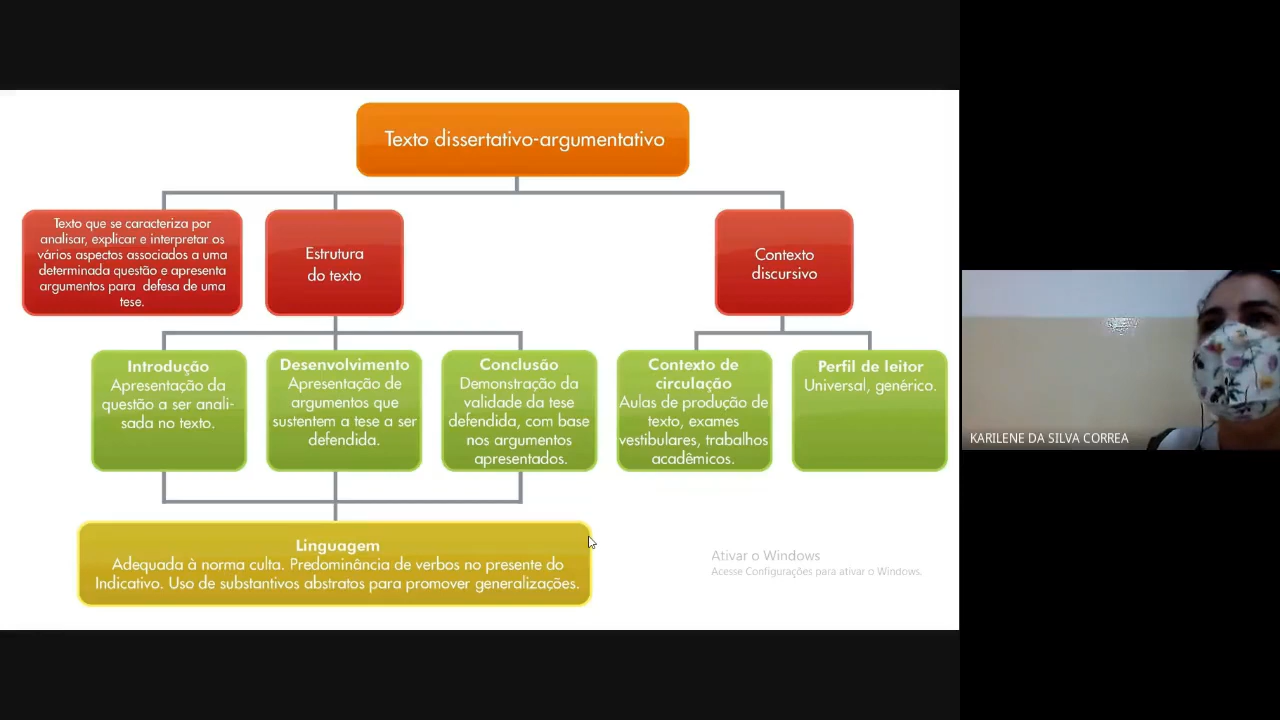 Texto dissertativo-argumentativo
Texto que se caracteriza por
analisar, explicar e interpretar os
vários aspectos associados a uma
determinada questão e apresenta
argumentos para defesa de uma
tese.
Estrutura
do texto
Contexto
discursivo
Introdução
Apresentação da
questão a ser anali-
sada no texto.
Desenvolvimento
Apresentação de
argumentos que
sustentem a tese a ser
defendida.
Conclusão
Demonstração da
validade da tese
defendida, com base
nos argumentos
apresentados.
Contexto de
circulação
Aulas de produção de
texto, exames
vestibulares, trabalhos
acadêmicos.
Perfil de leitor
Universal, genérico.
Linguagem
Adequada à norma culta. Predominância de verbos no presente do
Indicativo. Uso de substantivos abstratos para promover generalizações.
Ativar o Windows
Acesse Configurações para ativar o Windows.
KARILENE DA SILVA CORREA